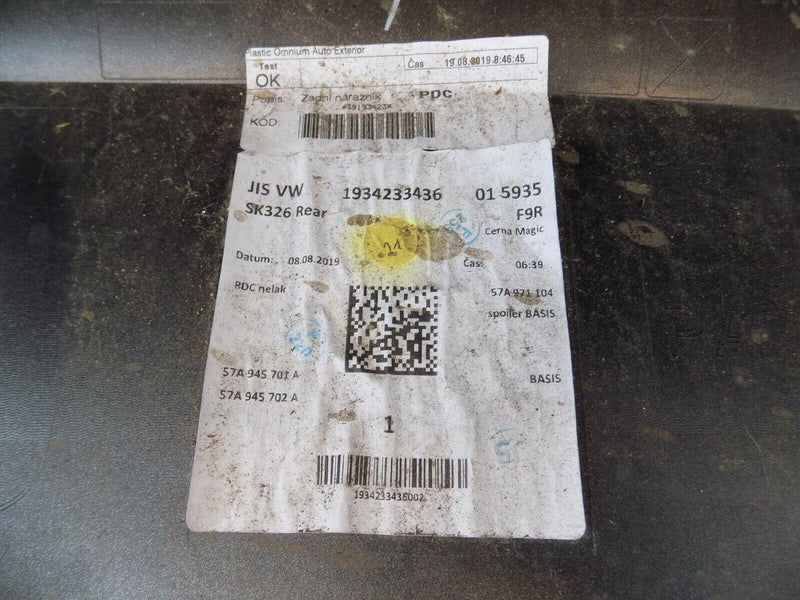 Plastic Omnium Auto Exterior
Test
OK
Čas 19.08.2019 8:46:45
Popis: Zadní nárazník PDC
KÓD:
JIS VW 1934233436 01 5935
SK326 Rear F9R
Cerna Magic
21
Datum: 08.08.2019 Čas: 06:39
PDC nelak 57A 971 104
spoiler BASIS
57A 945 701 A BASIS
57A 945 702 A
1
1934233436002